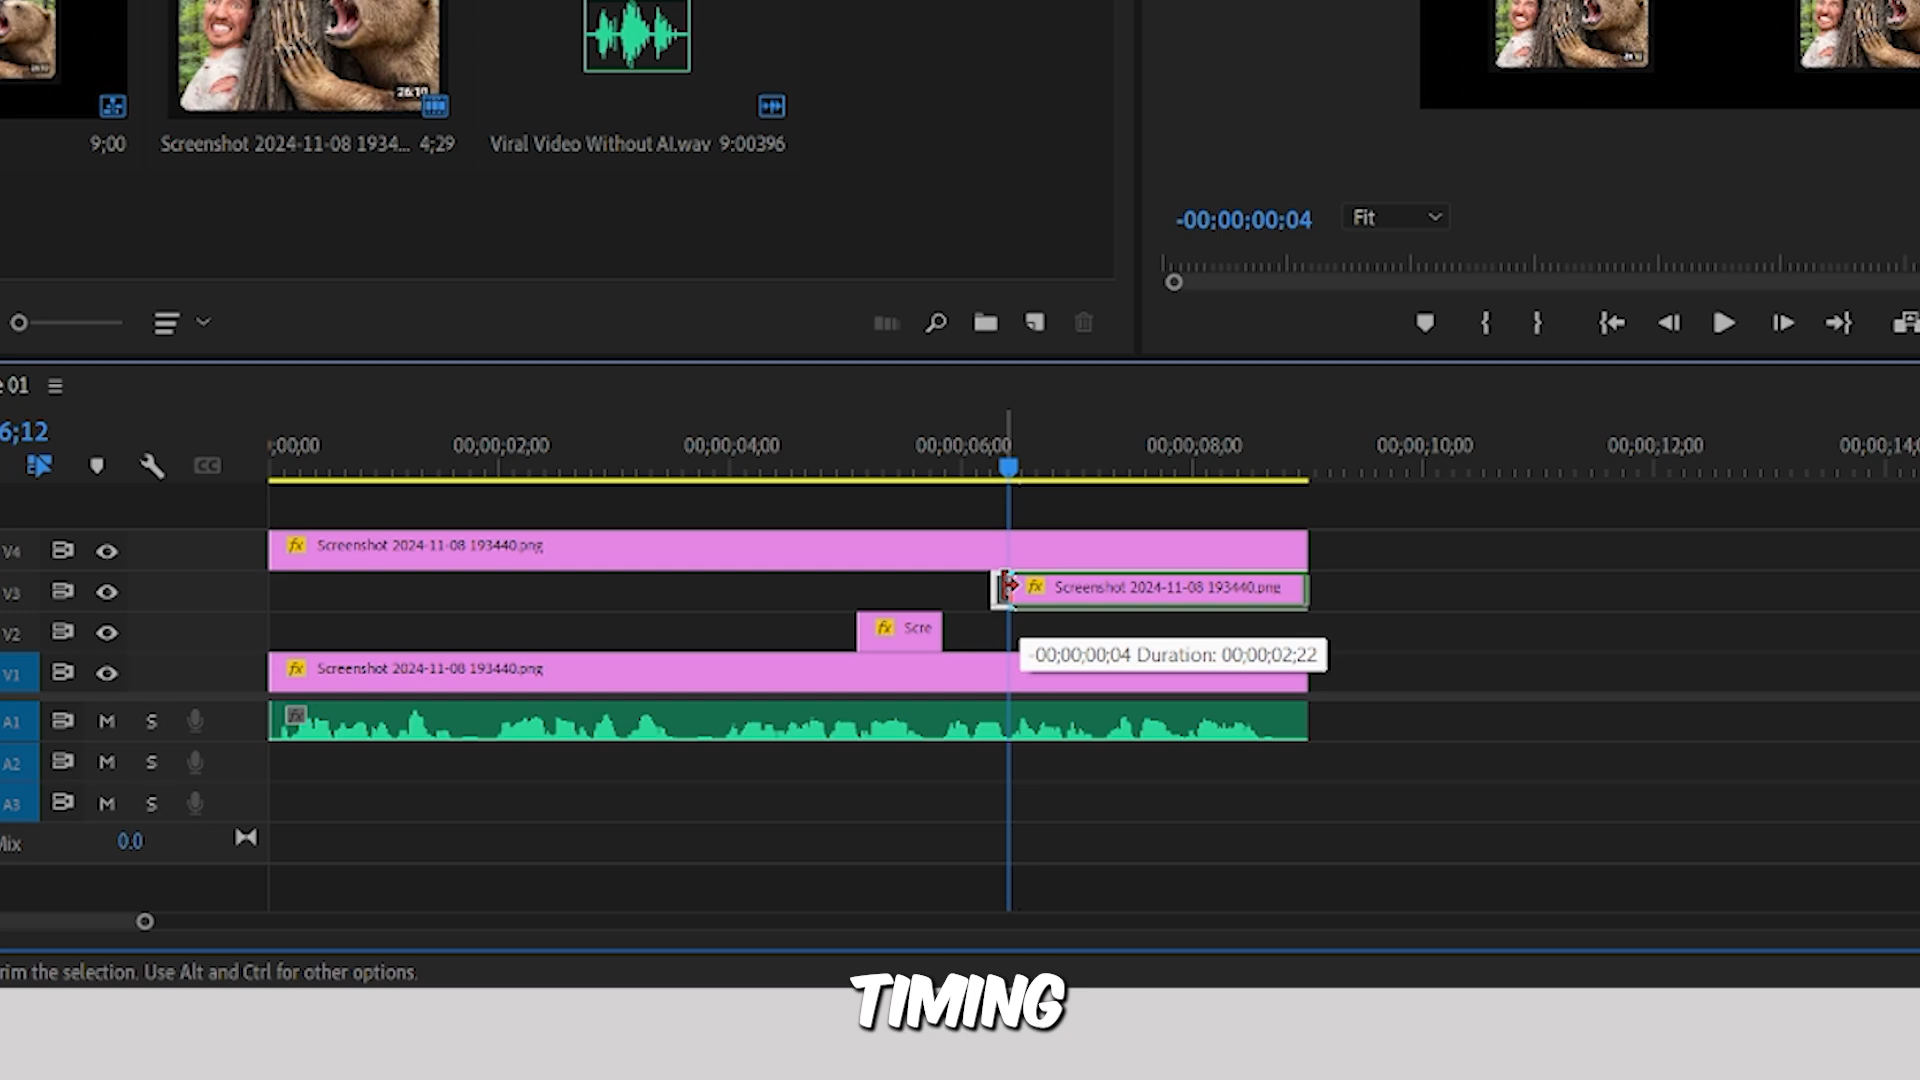 26:10
9;00
Screenshot 2024-11-08 1934... 4;29
Viral Video Without AI.wav 9:00396
-00;00;00;04
Fit
e 01
6;12
;00;00
00;00;02;00
00;00;04;00
00;00;06;00
00;00;08;00
00;00;10;00
00;00;12;00
00;00;14;0
CC
V4
fx Screenshot 2024-11-08 193440.png
V3
fx Screenshot 2024-11-08 193440.png
V2
fx Scre
-00;00;00;04 Duration: 00;00;02;22
V1
fx Screenshot 2024-11-08 193440.png
A1 M S
fx
A2 M S
A3 M S
Mix 0.0
rim the selection. Use Alt and Ctrl for other options.
TIMING